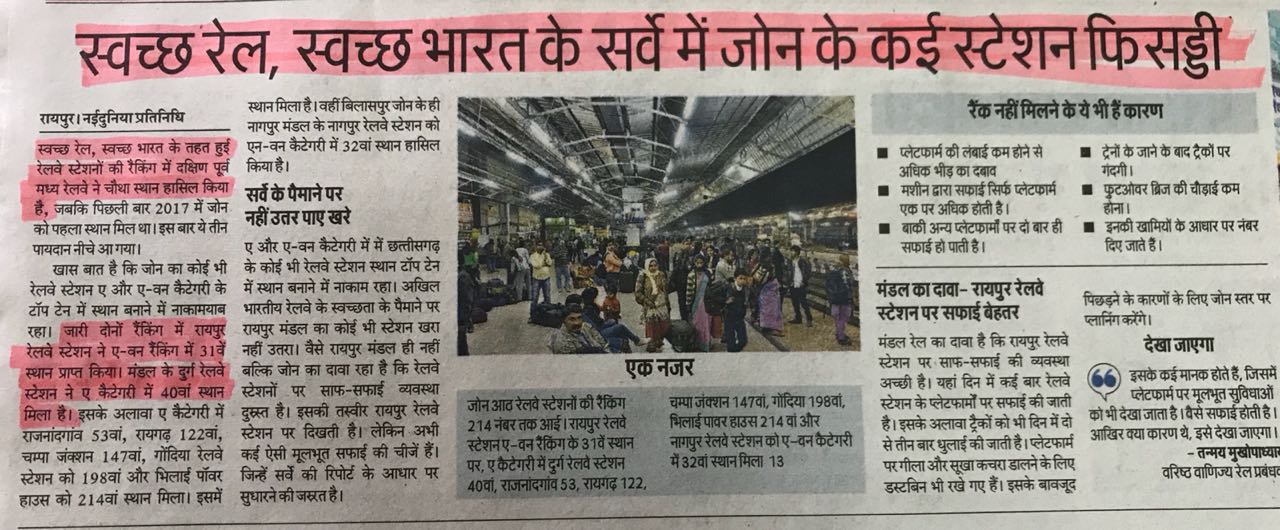 स्वच्छ रेल, स्वच्छ भारत के सर्वे में जोन के कई स्टेशन फिसड्डी
रायपुर। नईदुनिया प्रतिनिधि
स्वच्छ रेल, स्वच्छ भारत के तहत हुई
रेलवे स्टेशनों की रैंकिंग में दक्षिण पूर्व
मध्य रेलवे ने चौथा स्थान हासिल किया
है, जबकि पिछली बार 2017 में जोन
को पहला स्थान मिल था। इस बार ये तीन
पायदान नीचे आ गया।
खास बात है कि जोन का कोई भी
रेलवे स्टेशन ए और ए-वन कैटेगरी के
टॉप टेन में स्थान बनाने में नाकामयाब
रहा। जारी दोनों रैंकिंग में रायपुर
रेलवे स्टेशन ने ए-वन रैंकिंग में 31वें
स्थान प्राप्त किया। मंडल के दुर्ग रेलवे
स्टेशन ने ए कैटेगरी में 40वां स्थान
मिला है। इसके अलावा ए कैटेगरी में
राजनांदगांव 53वां, रायगढ़ 122वां,
चम्पा जंक्शन 147वां, गोंदिया रेलवे
स्टेशन को 198वां और भिलाई पॉवर
हाउस को 214वां स्थान मिला। इसमें
स्थान मिला है। वहीं बिलासपुर जोन के ही
नागपुर मंडल के नागपुर रेलवे स्टेशन को
एन-वन कैटेगरी में 32वां स्थान हासिल
किया है।
सर्वे के पैमाने पर
नहीं उतर पाए खरे
ए और ए-वन कैटेगरी में में छत्तीसगढ़
के कोई भी रेलवे स्टेशन स्थान टॉप टेन
में स्थान बनाने में नाकाम रहा। अखिल
भारतीय रेलवे के स्वच्छता के पैमाने पर
रायपुर मंडल का कोई भी स्टेशन खरा
नहीं उतरा। वैसे रायपुर मंडल ही नहीं
बल्कि जोन का दावा रहा है कि रेलवे
स्टेशनों पर साफ-सफाई व्यवस्था
दुरुस्त है। इसकी तस्वीर रायपुर रेलवे
स्टेशन पर दिखती है। लेकिन अभी
कई ऐसी मूलभूत सफाई की चीजें हैं।
जिन्हें सर्वे की रिपोर्ट के आधार पर
सुधारने की जरूरत है।
एक नजर
जोन आठ रेलवे स्टेशनों की रैंकिंग
214 नंबर तक आई। रायपुर रेलवे
स्टेशन ए-वन रैंकिंग के 31वें स्थान
पर, ए कैटेगरी में दुर्ग रेलवे स्टेशन
40वां, राजनांदगांव 53, रायगढ़ 122,
चम्पा जंक्शन 147वां, गोंदिया 198वां,
भिलाई पावर हाउस 214 वां और
नागपुर रेलवे स्टेशन को ए-वन कैटेगरी
में 32वां स्थान मिला 13
रैंक नहीं मिलने के ये भी हैं कारण
■ प्लेटफार्म की लंबाई कम होने से
अधिक भीड़ का दबाव
■ मशीन द्वारा सफाई सिर्फ प्लेटफार्म
एक पर अधिक होती है।
■ बाकी अन्य प्लेटफार्मों पर दो बार ही
सफाई हो पाती है।
■ ट्रेनों के जाने के बाद ट्रैकों पर
गंदगी।
■ फुटओवर ब्रिज की चौड़ाई कम
होना।
■ इनकी खामियों के आधार पर नंबर
दिए जाते हैं।
मंडल का दावा- रायपुर रेलवे
स्टेशन पर सफाई बेहतर
मंडल रेल का दावा है कि रायपुर रेलवे
स्टेशन पर साफ-सफाई की व्यवस्था
अच्छी है। यहां दिन में कई बार रेलवे
स्टेशन के प्लेटफार्मों पर सफाई की जाती
है। इसके अलावा ट्रैकों को भी दिन में दो
से तीन बार धुलाई की जाती है। प्लेटफार्म
पर गीला और सूखा कचरा डालने के लिए
डस्टबिन भी रखे गए हैं। इसके बावजूद
पिछड़ने के कारणों के लिए जोन स्तर पर
प्लानिंग करेंगे।
देखा जाएगा
इसके कई मानक होते हैं, जिसमें
प्लेटफार्म पर मूलभूत सुविधाओं
को भी देखा जाता है। वैसे सफाई होती है।
आखिर क्या कारण थे, इसे देखा जाएगा।
- तन्मय मुखोपाध्याय
वरिष्ठ वाणिज्य रेल प्रबंधक